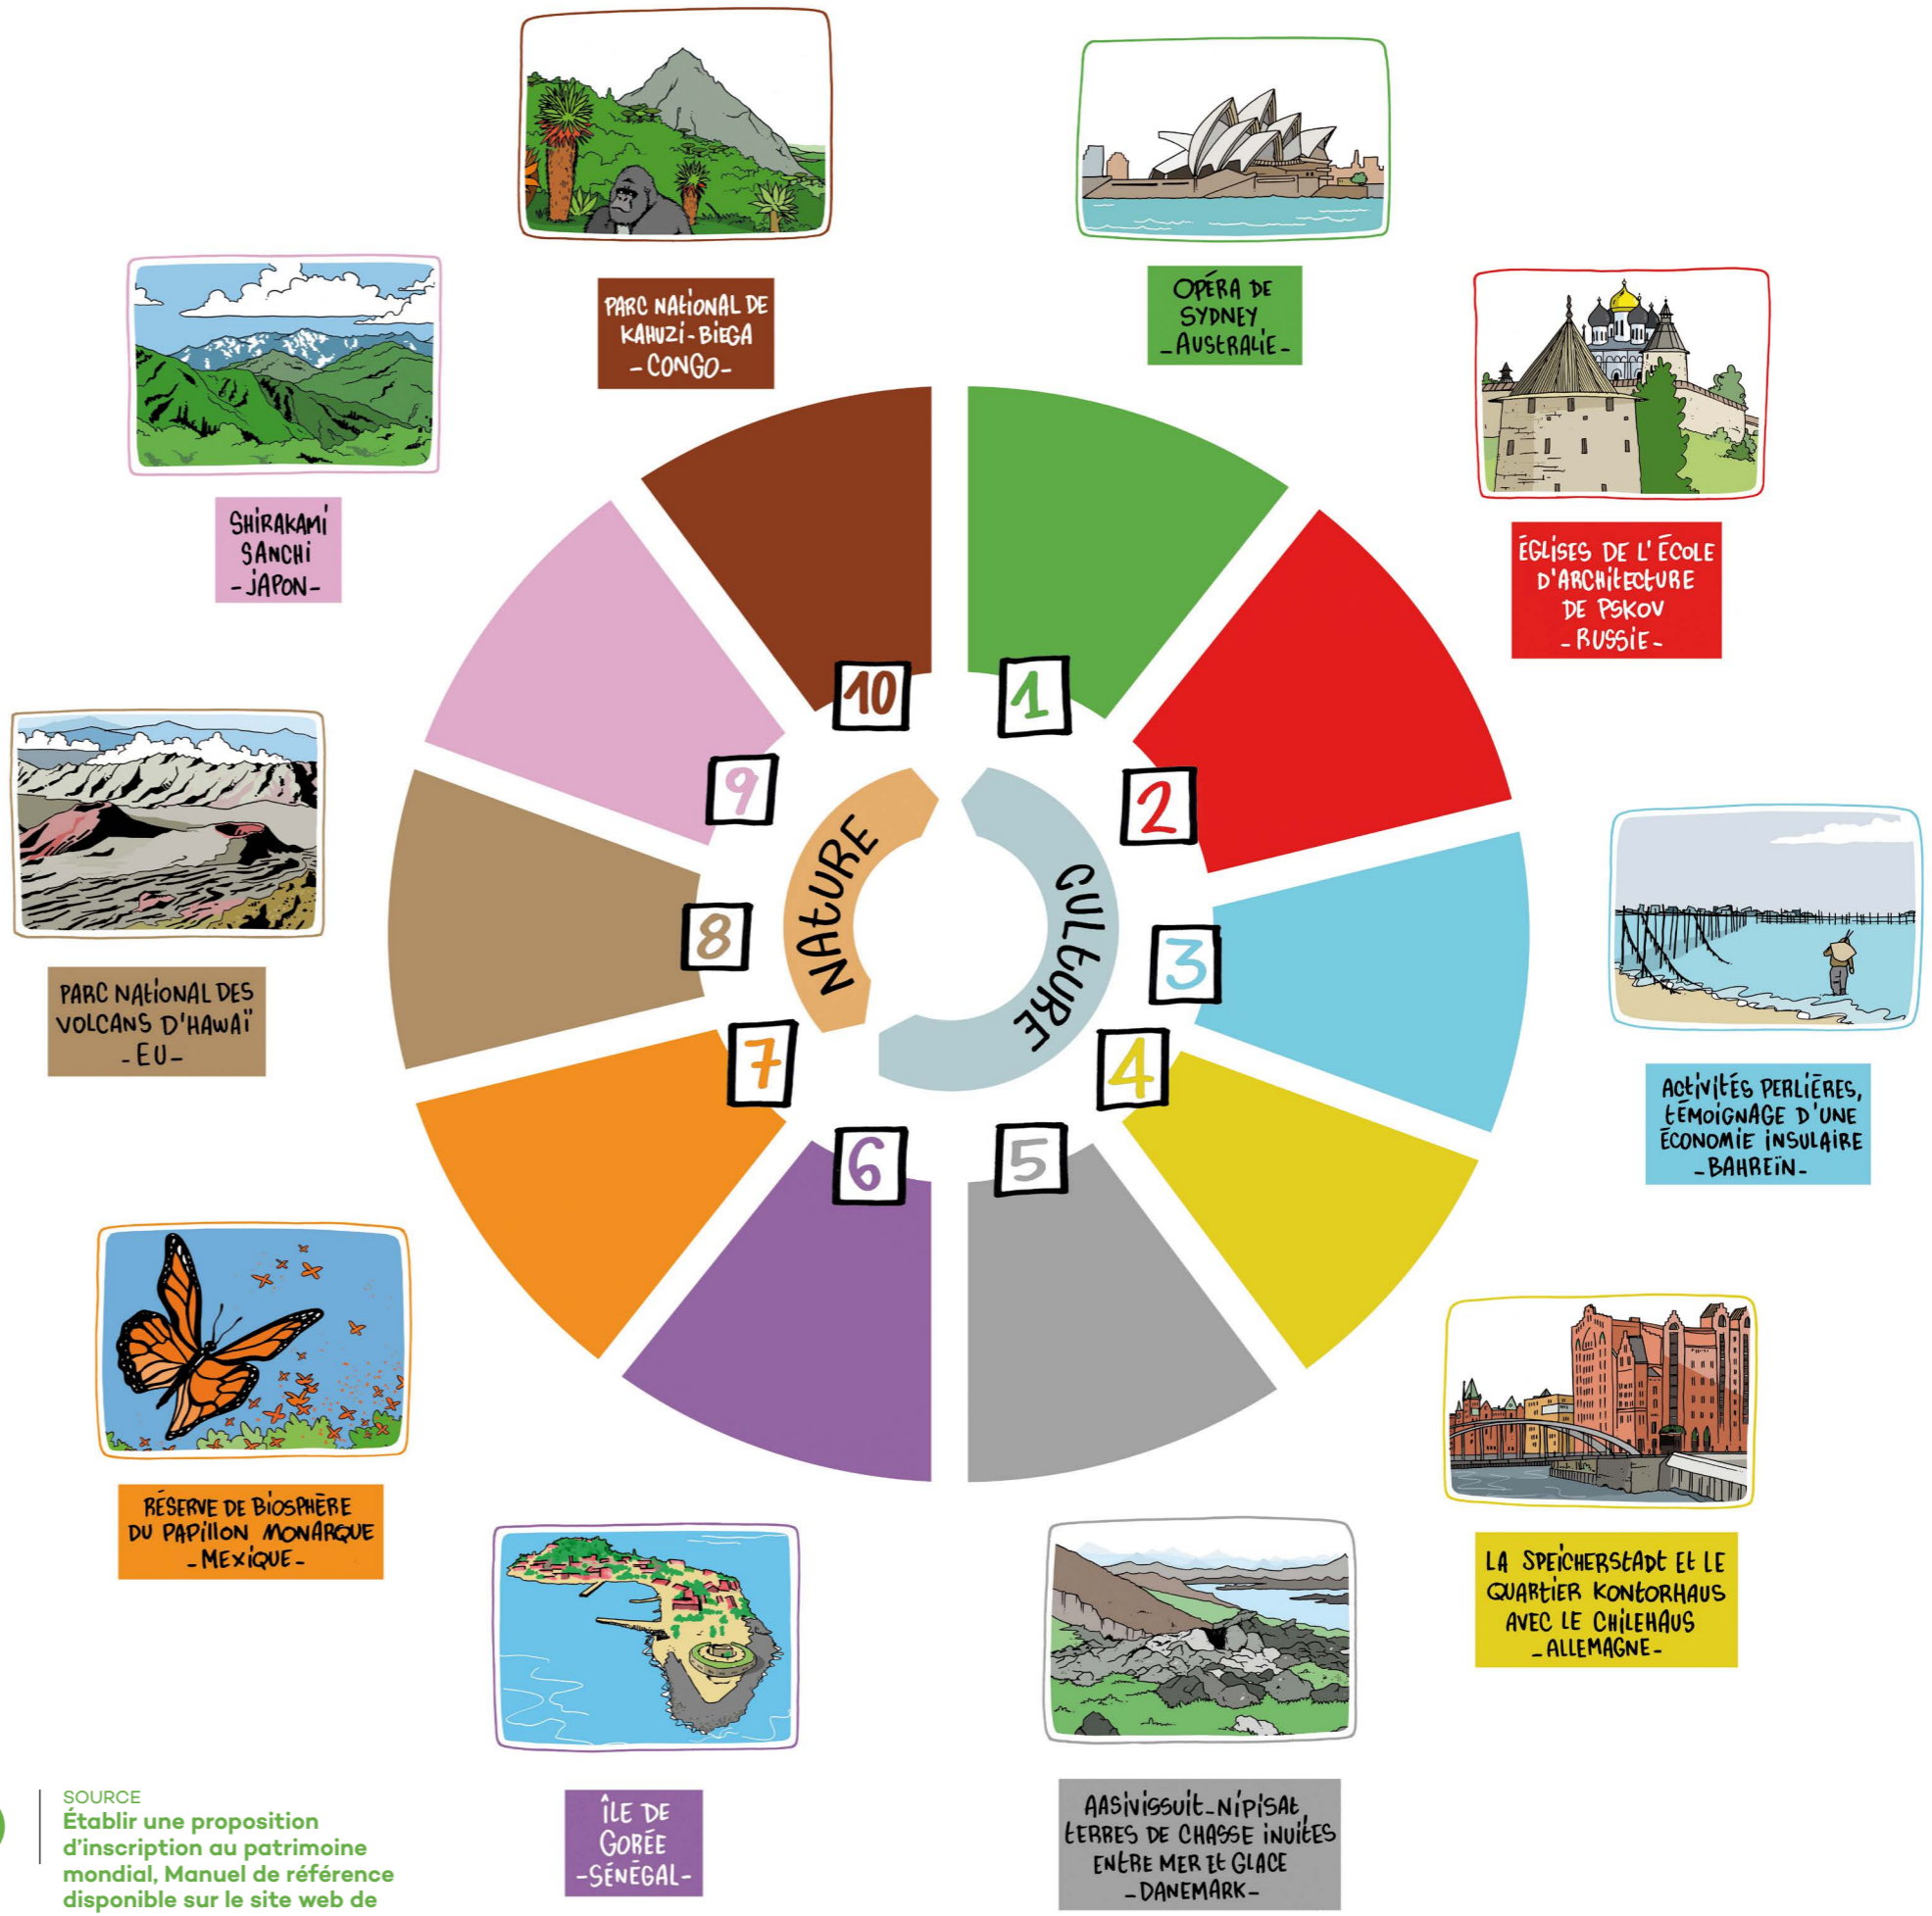 PARC NATIONAL DE
KAHUZI-BIEGA
- CONGO -
OPÉRA DE
SYDNEY
- AUSTRALIE -
SHIRAKAMI
SANCHI
- JAPON -
ÉGLISES DE L'ÉCOLE
D'ARCHITECTURE
DE PSKOV
- RUSSIE -
PARC NATIONAL DES
VOLCANS D'HAWAÏ
- EU -
ACTIVITÉS PERLIÈRES,
TÉMOIGNAGE D'UNE
ÉCONOMIE INSULAIRE
- BAHREÏN -
RÉSERVE DE BIOSPHÈRE
DU PAPILLON MONARQUE
- MEXIQUE -
LA SPEICHERSTADT ET LE
QUARTIER KONTORHAUS
AVEC LE CHILEHAUS
- ALLEMAGNE -
ÎLE DE
GORÉE
- SÉNÉGAL -
AASIVISSUIT-NIPISAT,
TERRES DE CHASSE INUITES
ENTRE MER ET GLACE
- DANEMARK -
1
2
3
4
5
6
7
8
9
10
NATURE
CULTURE
SOURCE
Établir une proposition
d'inscription au patrimoine
mondial, Manuel de référence
disponible sur le site web de